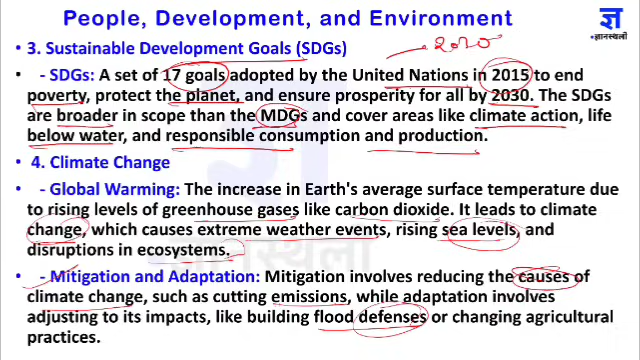 People, Development, and Environment
ज्ञ
ज्ञानस्थली
3. Sustainable Development Goals (SDGs)
- SDGs: A set of 17 goals adopted by the United Nations in 2015 to end
poverty, protect the planet, and ensure prosperity for all by 2030. The SDGs
are broader in scope than the MDGs and cover areas like climate action, life
below water, and responsible consumption and production.
4. Climate Change
- Global Warming: The increase in Earth's average surface temperature due
to rising levels of greenhouse gases like carbon dioxide. It leads to climate
change, which causes extreme weather events, rising sea levels, and
disruptions in ecosystems.
- Mitigation and Adaptation: Mitigation involves reducing the causes of
climate change, such as cutting emissions, while adaptation involves
adjusting to its impacts, like building flood defenses or changing agricultural
practices.
ज्ञानस्थली